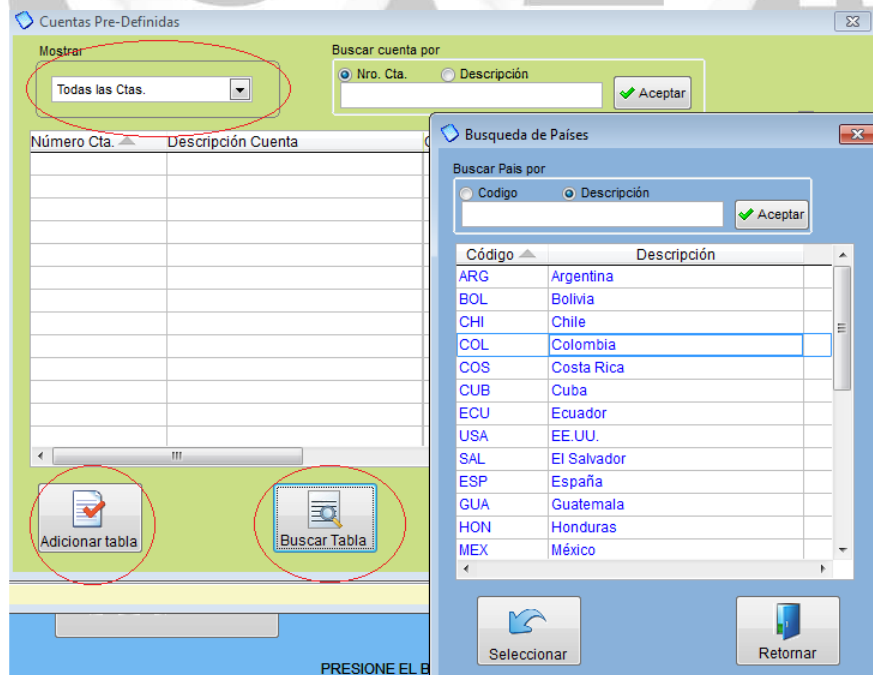 Cuentas Pre-Definidas
Mostrar
Todas las Ctas.
Buscar cuenta por
Nro. Cta. Descripción
Aceptar
Número Cta. Descripción Cuenta
Adicionar tabla
Buscar Tabla
PRESIONE EL
Busqueda de Países
Buscar Pais por
Codigo Descripción
Aceptar
Código Descripción
ARG Argentina
BOL Bolivia
CHI Chile
COL Colombia
COS Costa Rica
CUB Cuba
ECU Ecuador
USA EE.UU.
SAL El Salvador
ESP España
GUA Guatemala
HON Honduras
MEX México
Seleccionar
Retornar